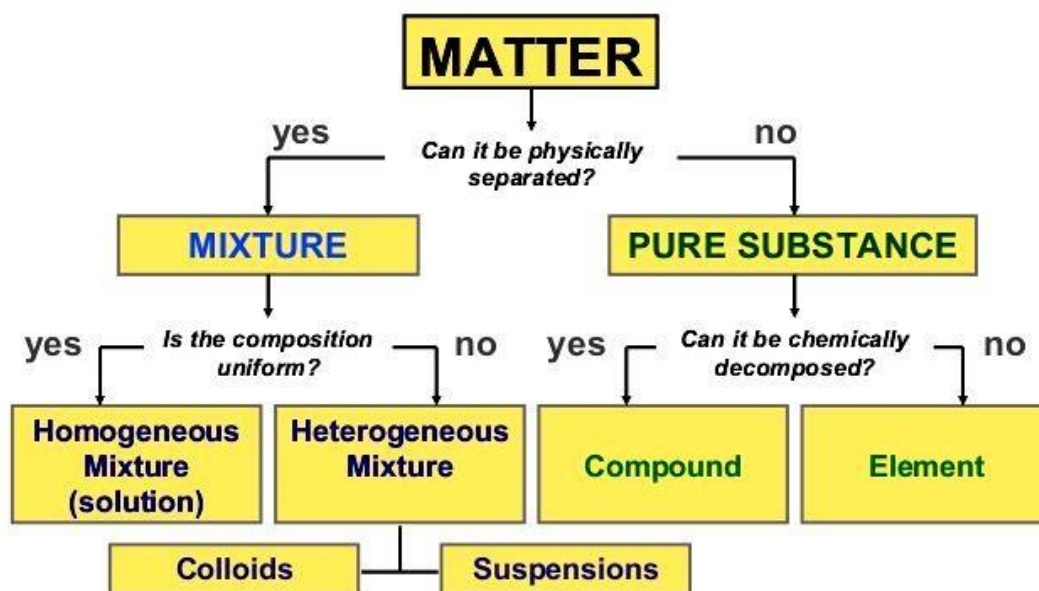 MATTER
yes
no
Can it be physically
separated?
MIXTURE
PURE SUBSTANCE
yes
Is the composition
uniform?
no
yes
Can it be chemically
decomposed?
no
Homogeneous
Mixture
(solution)
Heterogeneous
Mixture
Compound
Element
Colloids
Suspensions